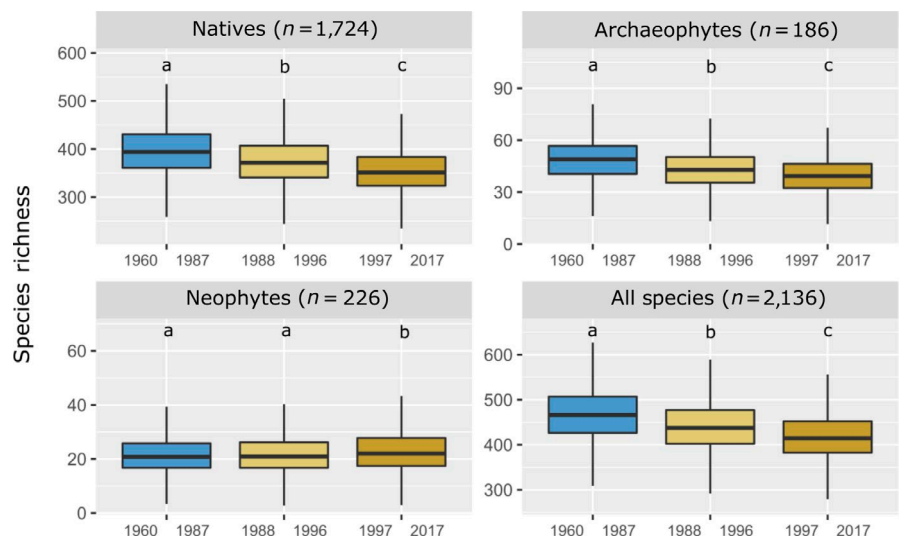 Species richness
Natives (n = 1,724)
600
500
400
300
a b c
1960 1987 1988 1996 1997 2017
Archaeophytes (n = 186)
90
60
30
0
a b c
1960 1987 1988 1996 1997 2017
Neophytes (n = 226)
60
40
20
0
a a b
1960 1987 1988 1996 1997 2017
All species (n = 2,136)
600
500
400
300
a b c
1960 1987 1988 1996 1997 2017